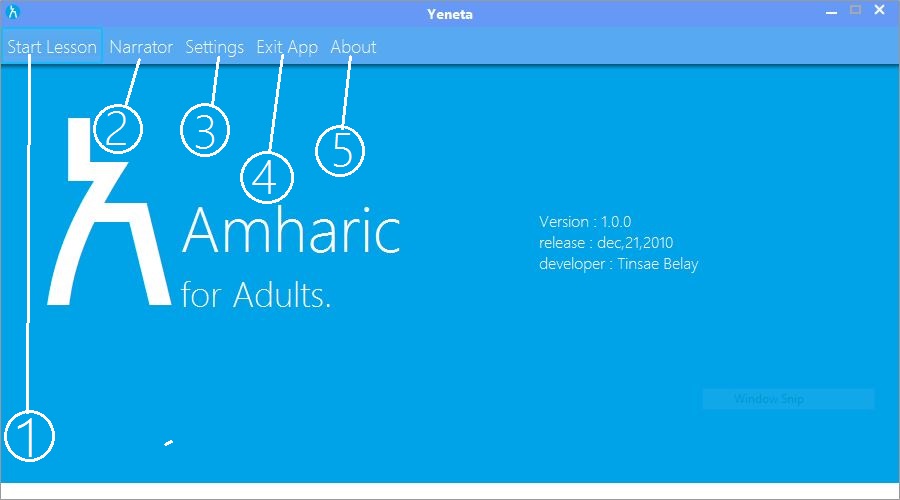 Yeneta
Start Lesson Narrator Settings Exit App About
2
3
5
4
አ
Amharic
for Adults.
Version : 1.0.0
release : dec,21,2010
developer : Tinsae Belay
Window Snip
1